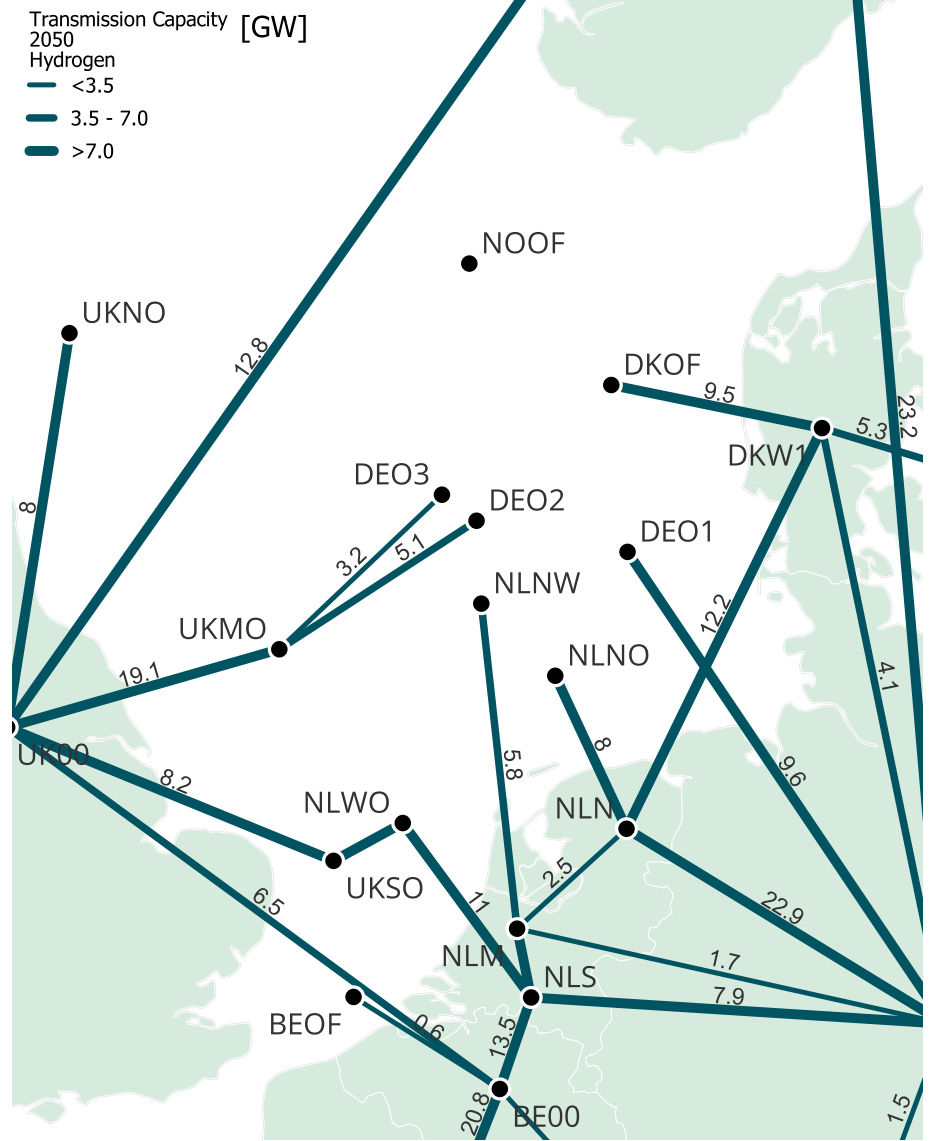 Transmission Capacity [GW]
2050
Hydrogen
<3.5
3.5 - 7.0
>7.0
NOOF
UKNO
12.8
DKOF
9.5
23.2
5.3
DKW1
DEO3
DEO2
8
DEO1
5.1
3.2
NLNW
12.2
UKMO
NLNO
19.1
4.1
UK00
8
5.8
9.6
8.2
NLWO
NLN
UKSO
2.5
6.5
11
22.9
NLM
1.7
NLS
7.9
BEOF
0.6
13.5
20.8
BE00
1.5